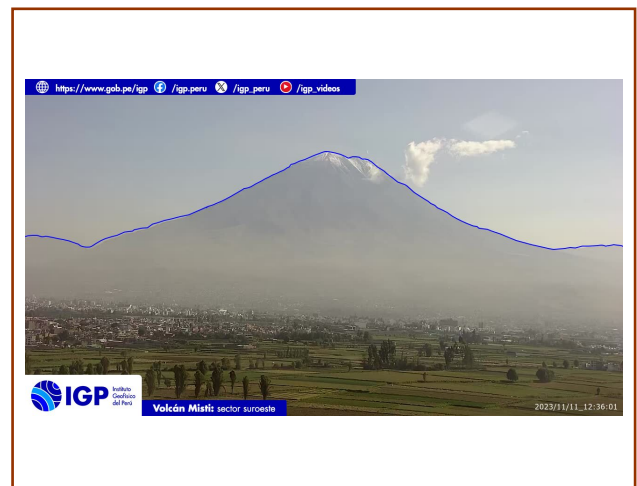 https://www.gob.pe/igp /igp.peru /igp_peru /igp_videos
IGP
Instituto
Geofísico
del Perú
Volcán Misti: sector suroeste
2023/11/11_12:36:01